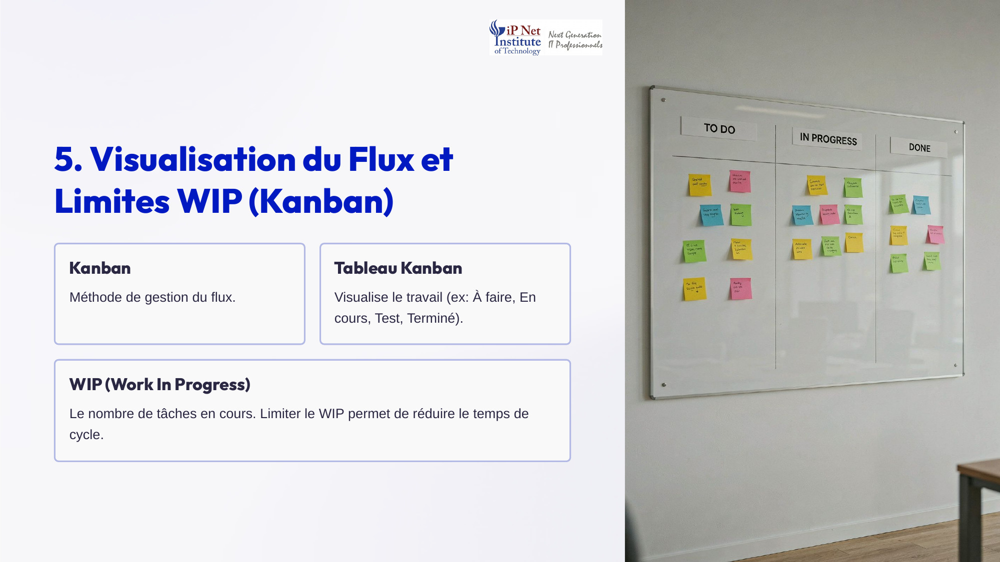 iP Net
Institute
of Technology
Next Generation
IT Professionnels
5. Visualisation du Flux et
Limites WIP (Kanban)
Kanban
Méthode de gestion du flux.
Tableau Kanban
Visualise le travail (ex: À faire, En
cours, Test, Terminé).
WIP (Work In Progress)
Le nombre de tâches en cours. Limiter le WIP permet de réduire le temps de
cycle.
TO DO
IN PROGRESS
DONE